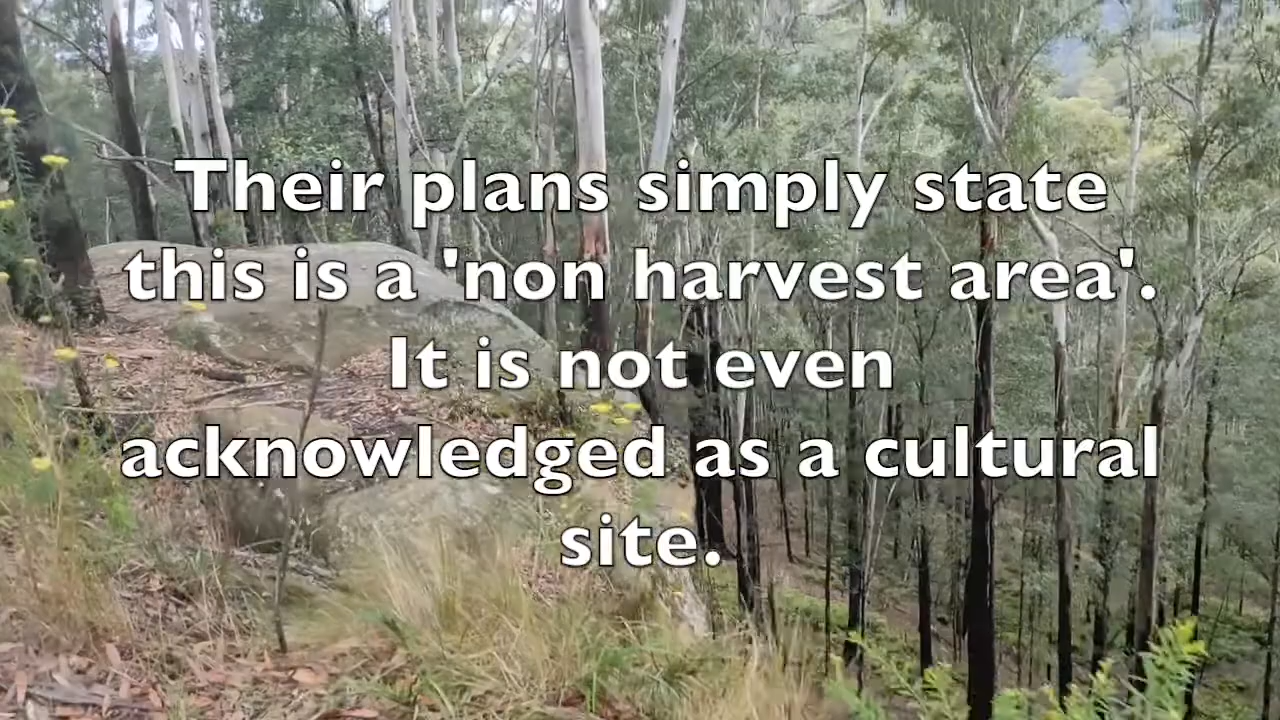 Their plans simply state
this is a 'non harvest area'.
It is not even
acknowledged as a cultural
site.